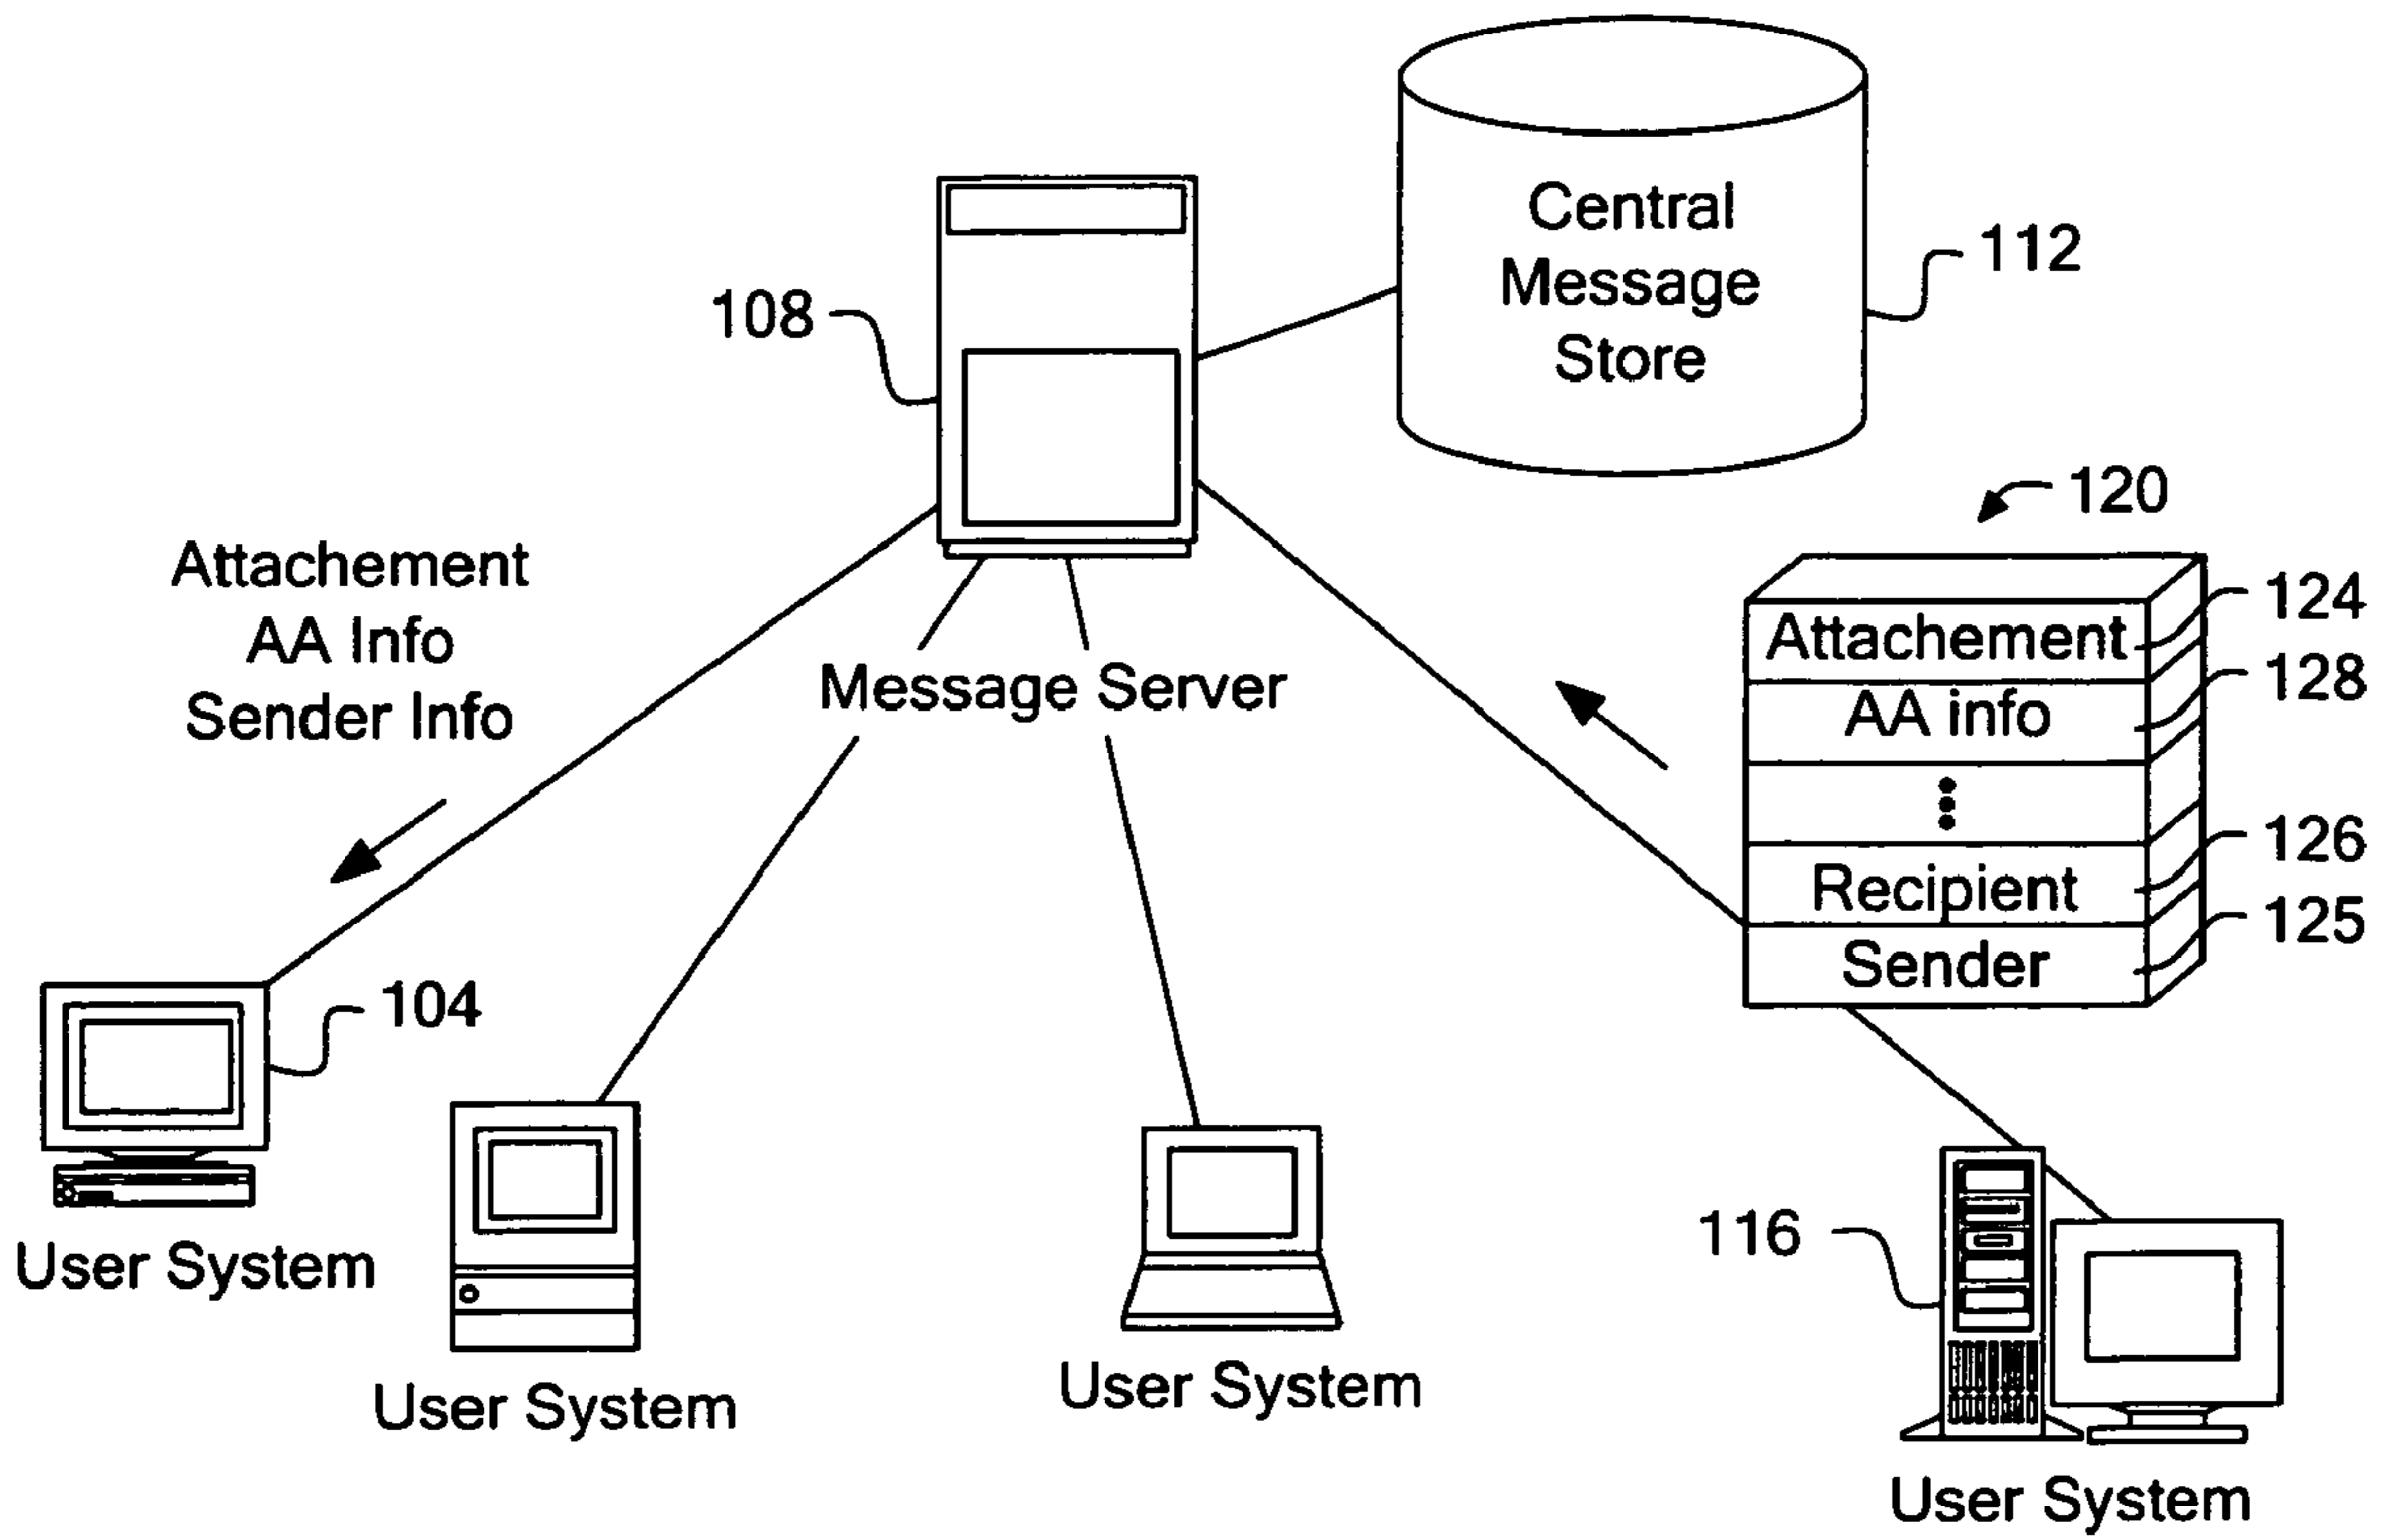 Central
Message
Store
112
108
120
Attachement
AA Info
Sender Info
Message Server
Attachement
124
AA info
128
Recipient
126
Sender
125
104
User System
User System
User System
116
User System